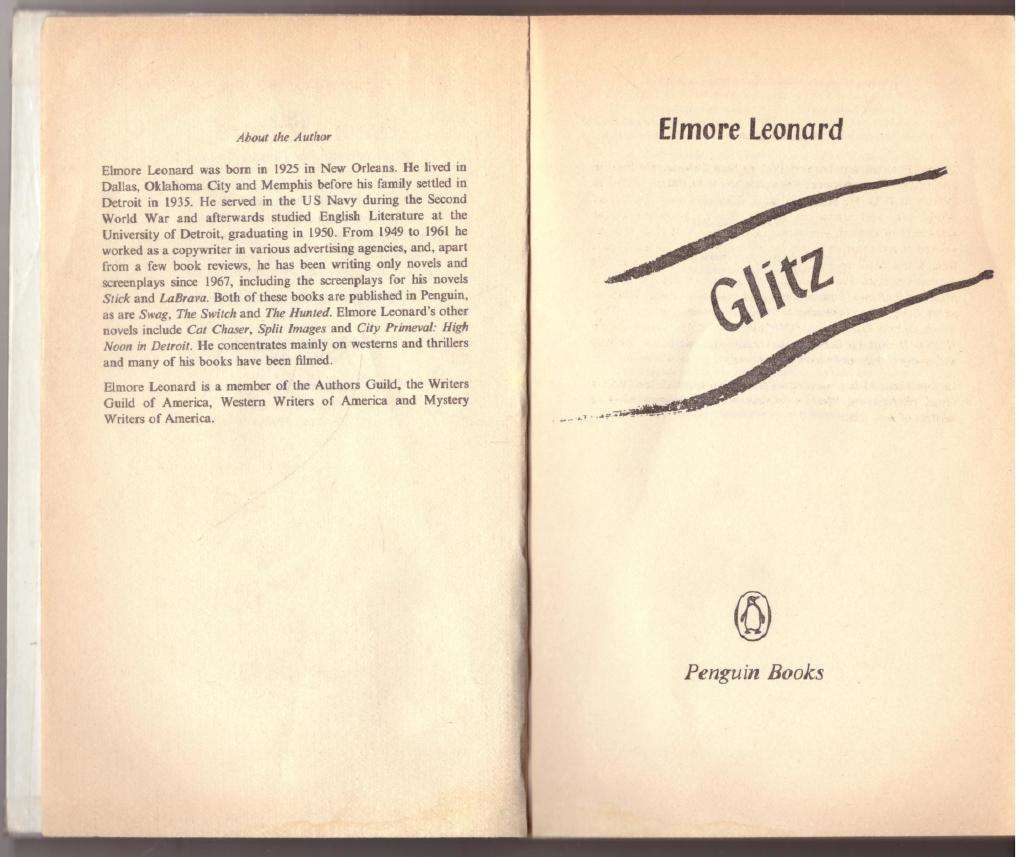 About the Author
Elmore Leonard was born in 1925 in New Orleans. He lived in
Dallas, Oklahoma City and Memphis before his family settled in
Detroit in 1935. He served in the US Navy during the Second
World War and afterwards studied English Literature at the
University of Detroit, graduating in 1950. From 1949 to 1961 he
worked as a copywriter in various advertising agencies, and, apart
from a few book reviews, he has been writing only novels and
screenplays since 1967, including the screenplays for his novels
Stick and LaBrava. Both of these books are published in Penguin,
as are Swag, The Switch and The Hunted. Elmore Leonard's other
novels include Cat Chaser, Split Images and City Primeval: High
Noon in Detroit. He concentrates mainly on westerns and thrillers
and many of his books have been filmed.
Elmore Leonard is a member of the Authors Guild, the Writers
Guild of America, Western Writers of America and Mystery
Writers of America.
Elmore Leonard
Glitz
Penguin Books